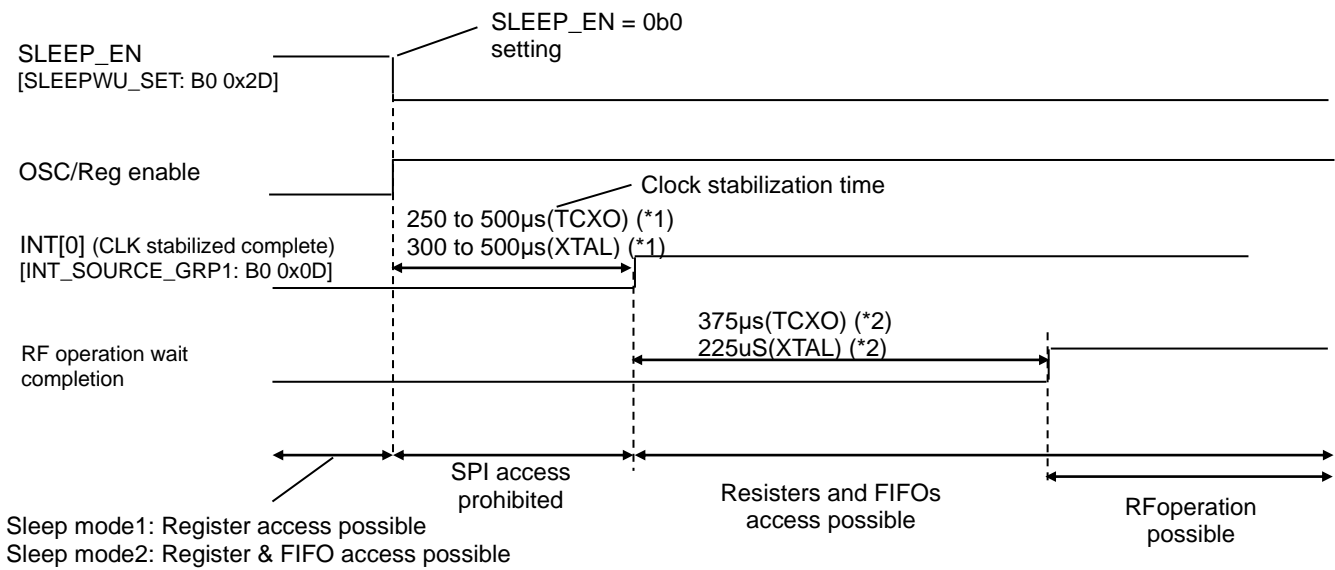 SLEEP_EN = 0b0
setting
SLEEP_EN
[SLEEPWU_SET: B0 0x2D]
OSC/Reg enable
Clock stabilization time
250 to 500µs(TCXO) (*1)
300 to 500µs(XTAL) (*1)
INT[0] (CLK stabilized complete)
[INT_SOURCE_GRP1: B0 0x0D]
375µs(TCXO) (*2)
225uS(XTAL) (*2)
RF operation wait
completion
SPI access
prohibited
Resisters and FIFOs
access possible
RFoperation
possible
Sleep mode1: Register access possible
Sleep mode2: Register & FIFO access possible